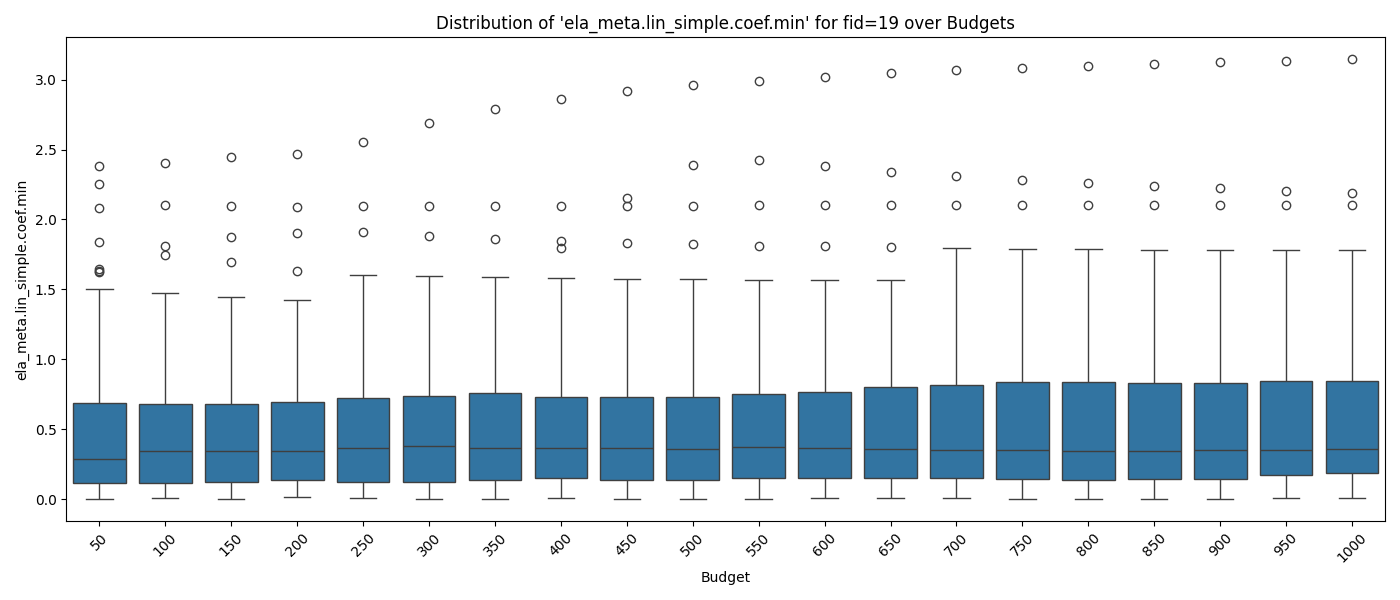 Distribution of 'ela_meta.lin_simple.coef.min' for fid=19 over Budgets
ela_meta.lin_simple.coef.min
3.0
2.5
2.0
1.5
1.0
0.5
0.0
50 100 150 200 250 300 350 400 450 500 550 600 650 700 750 800 850 900 950 1000
Budget